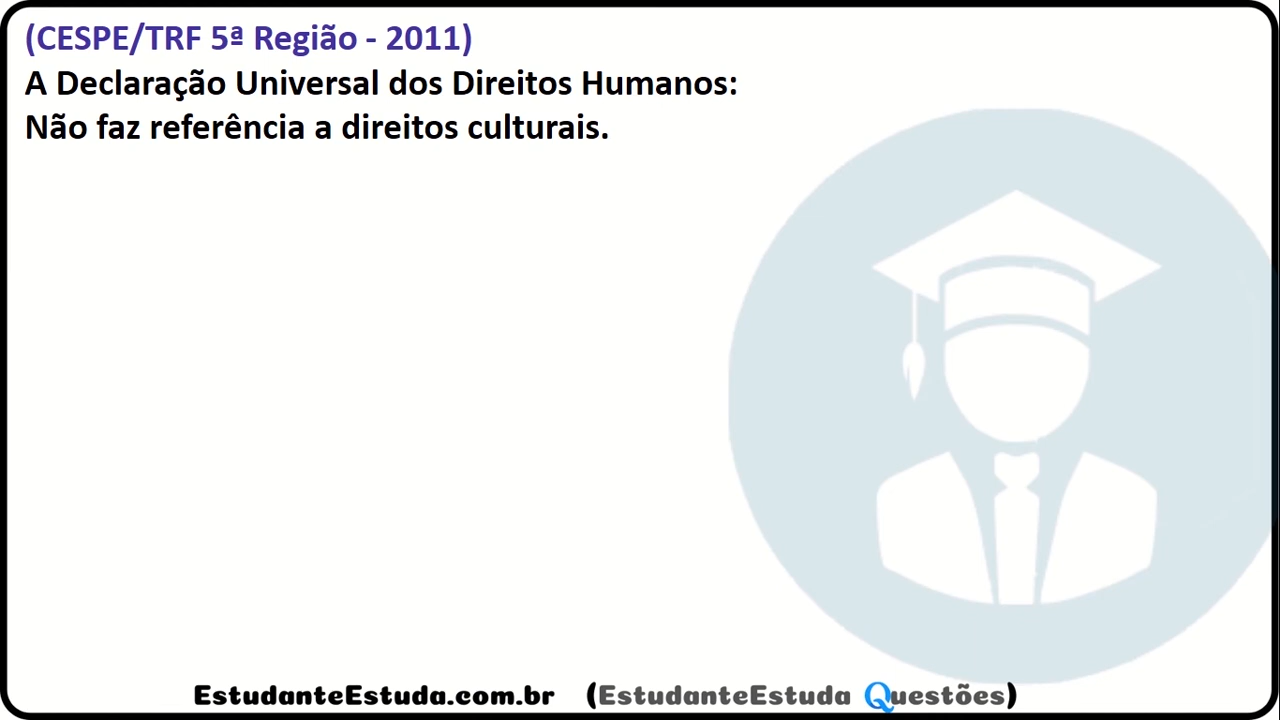 (CESPE/TRF 5ª Região - 2011)
A Declaração Universal dos Direitos Humanos:
Não faz referência a direitos culturais.
EstudanteEstuda.com.br (EstudanteEstuda Questões)